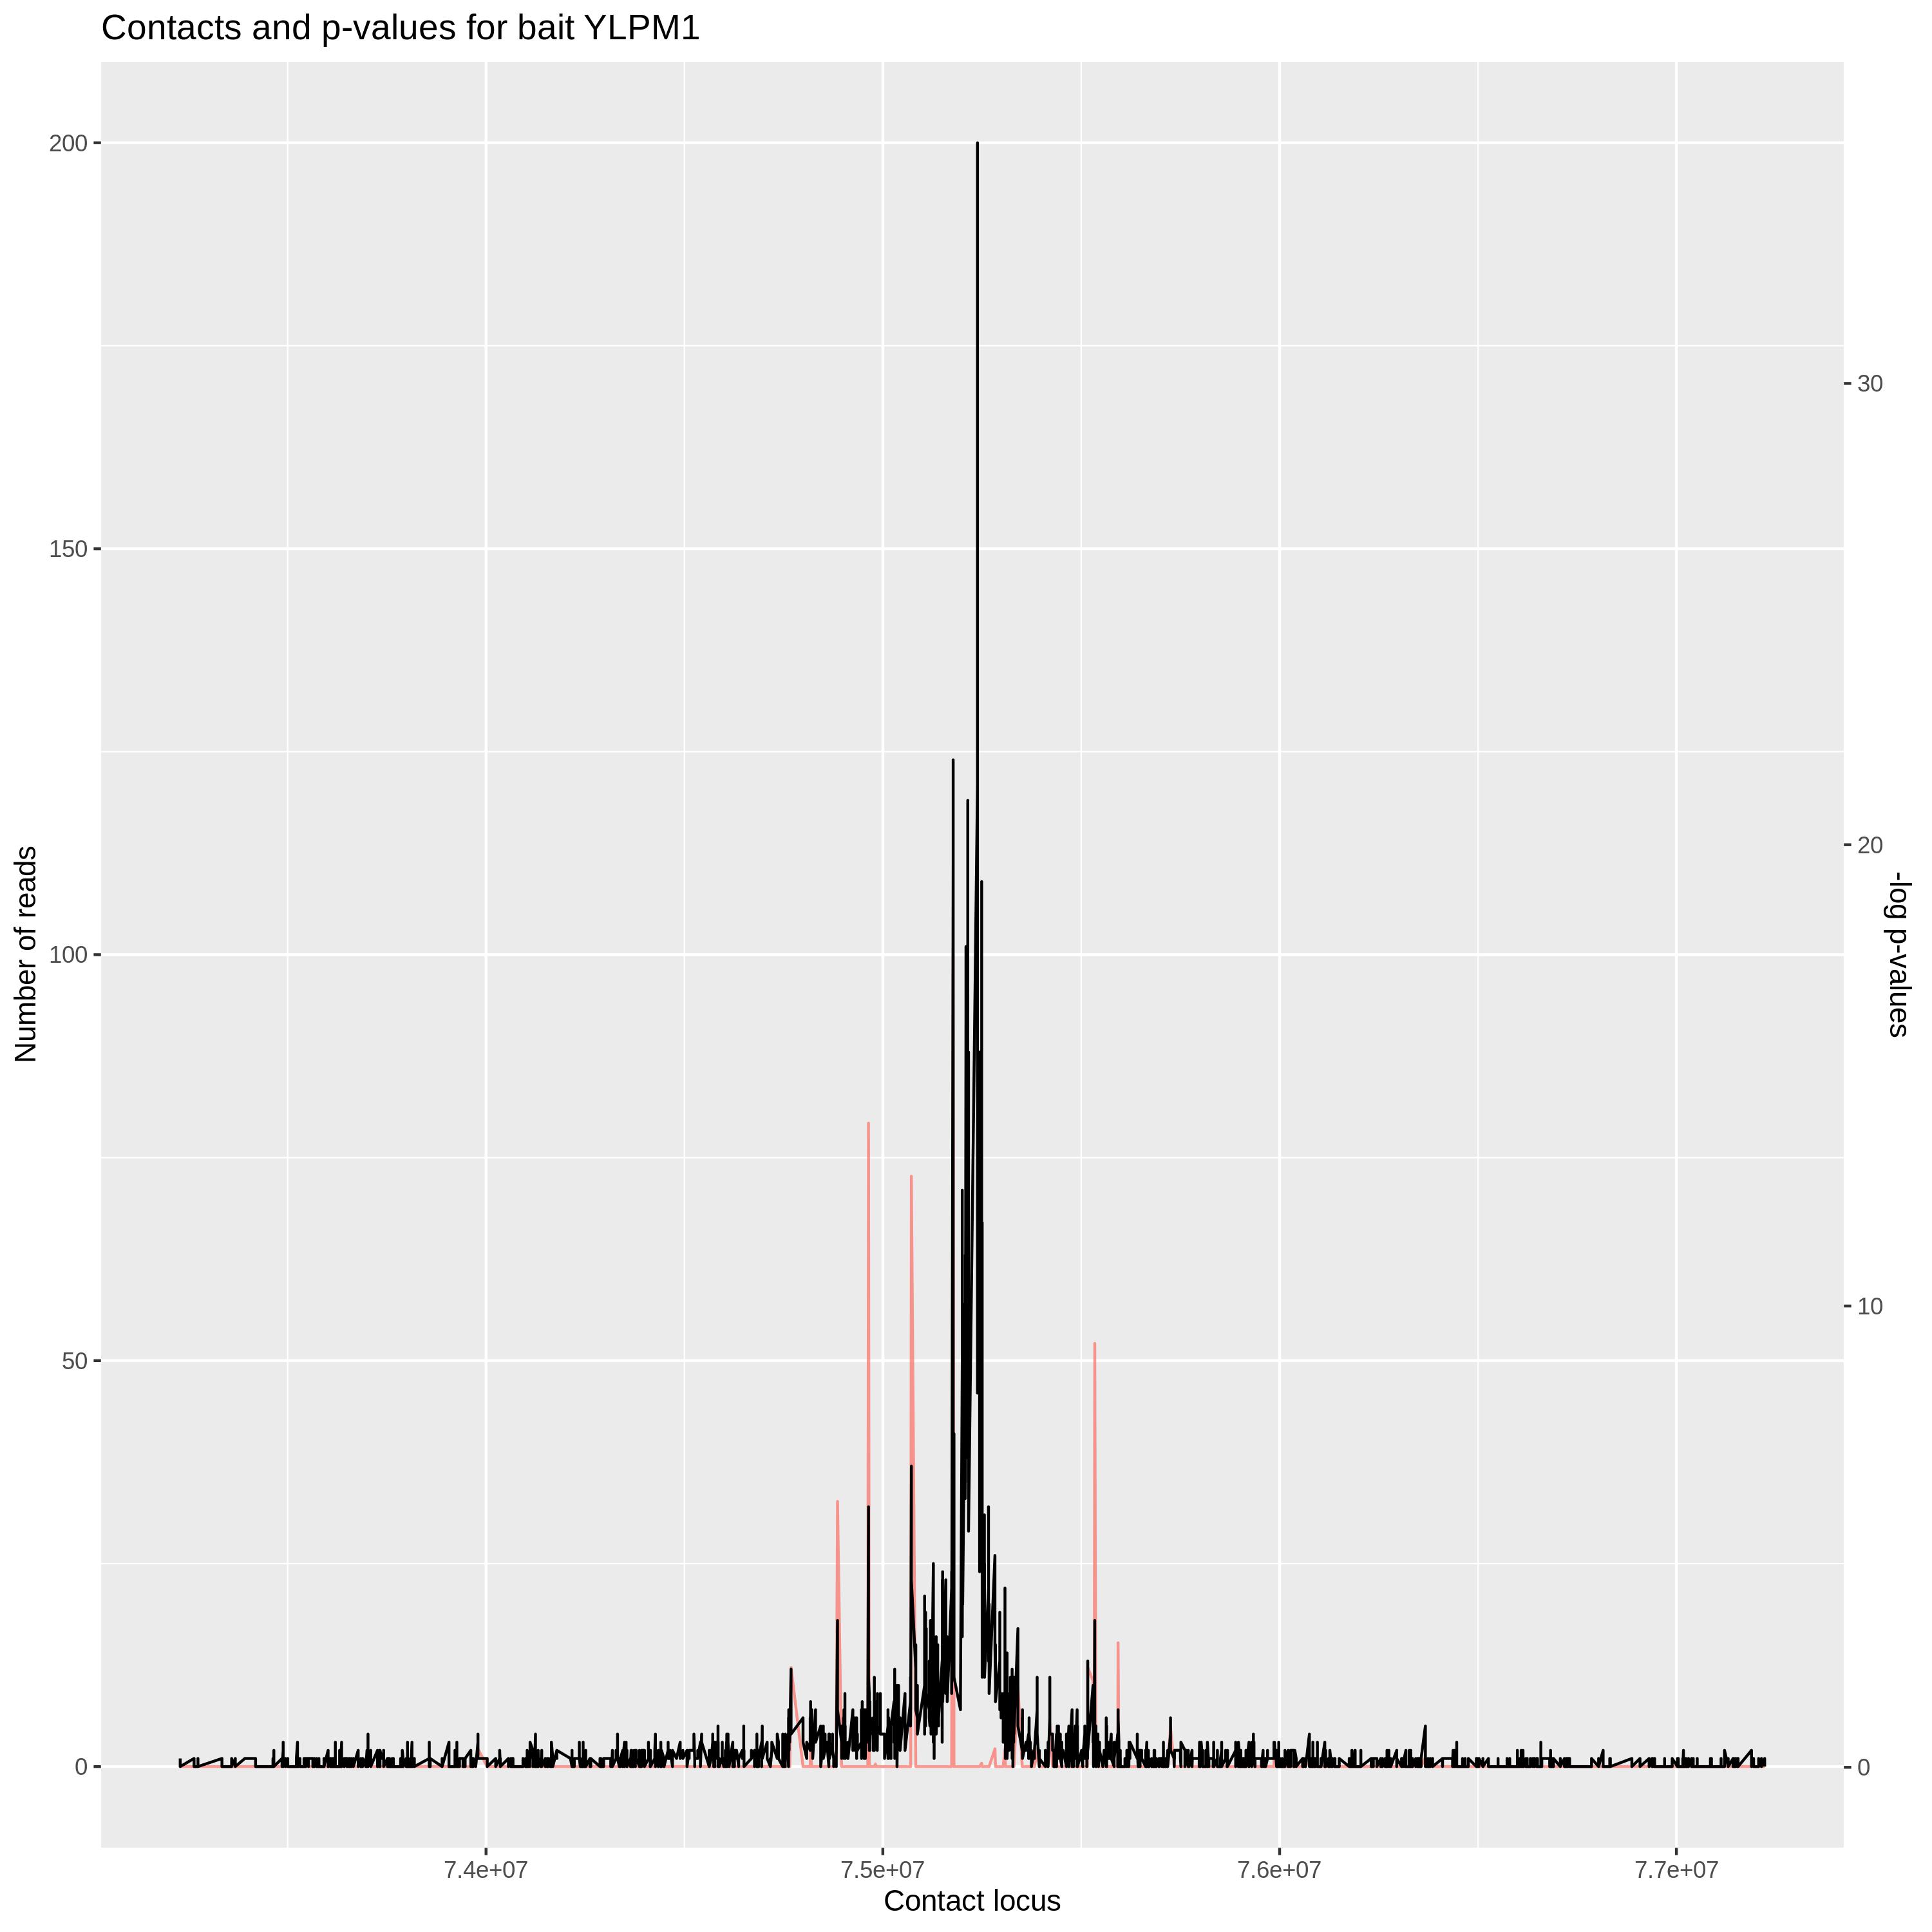 Contacts and p-values for bait YLPM1
200
150
100
50
0
Number of reads
30
20
10
0
-log p-values
7.4e+07
7.5e+07
7.6e+07
7.7e+07
Contact locus